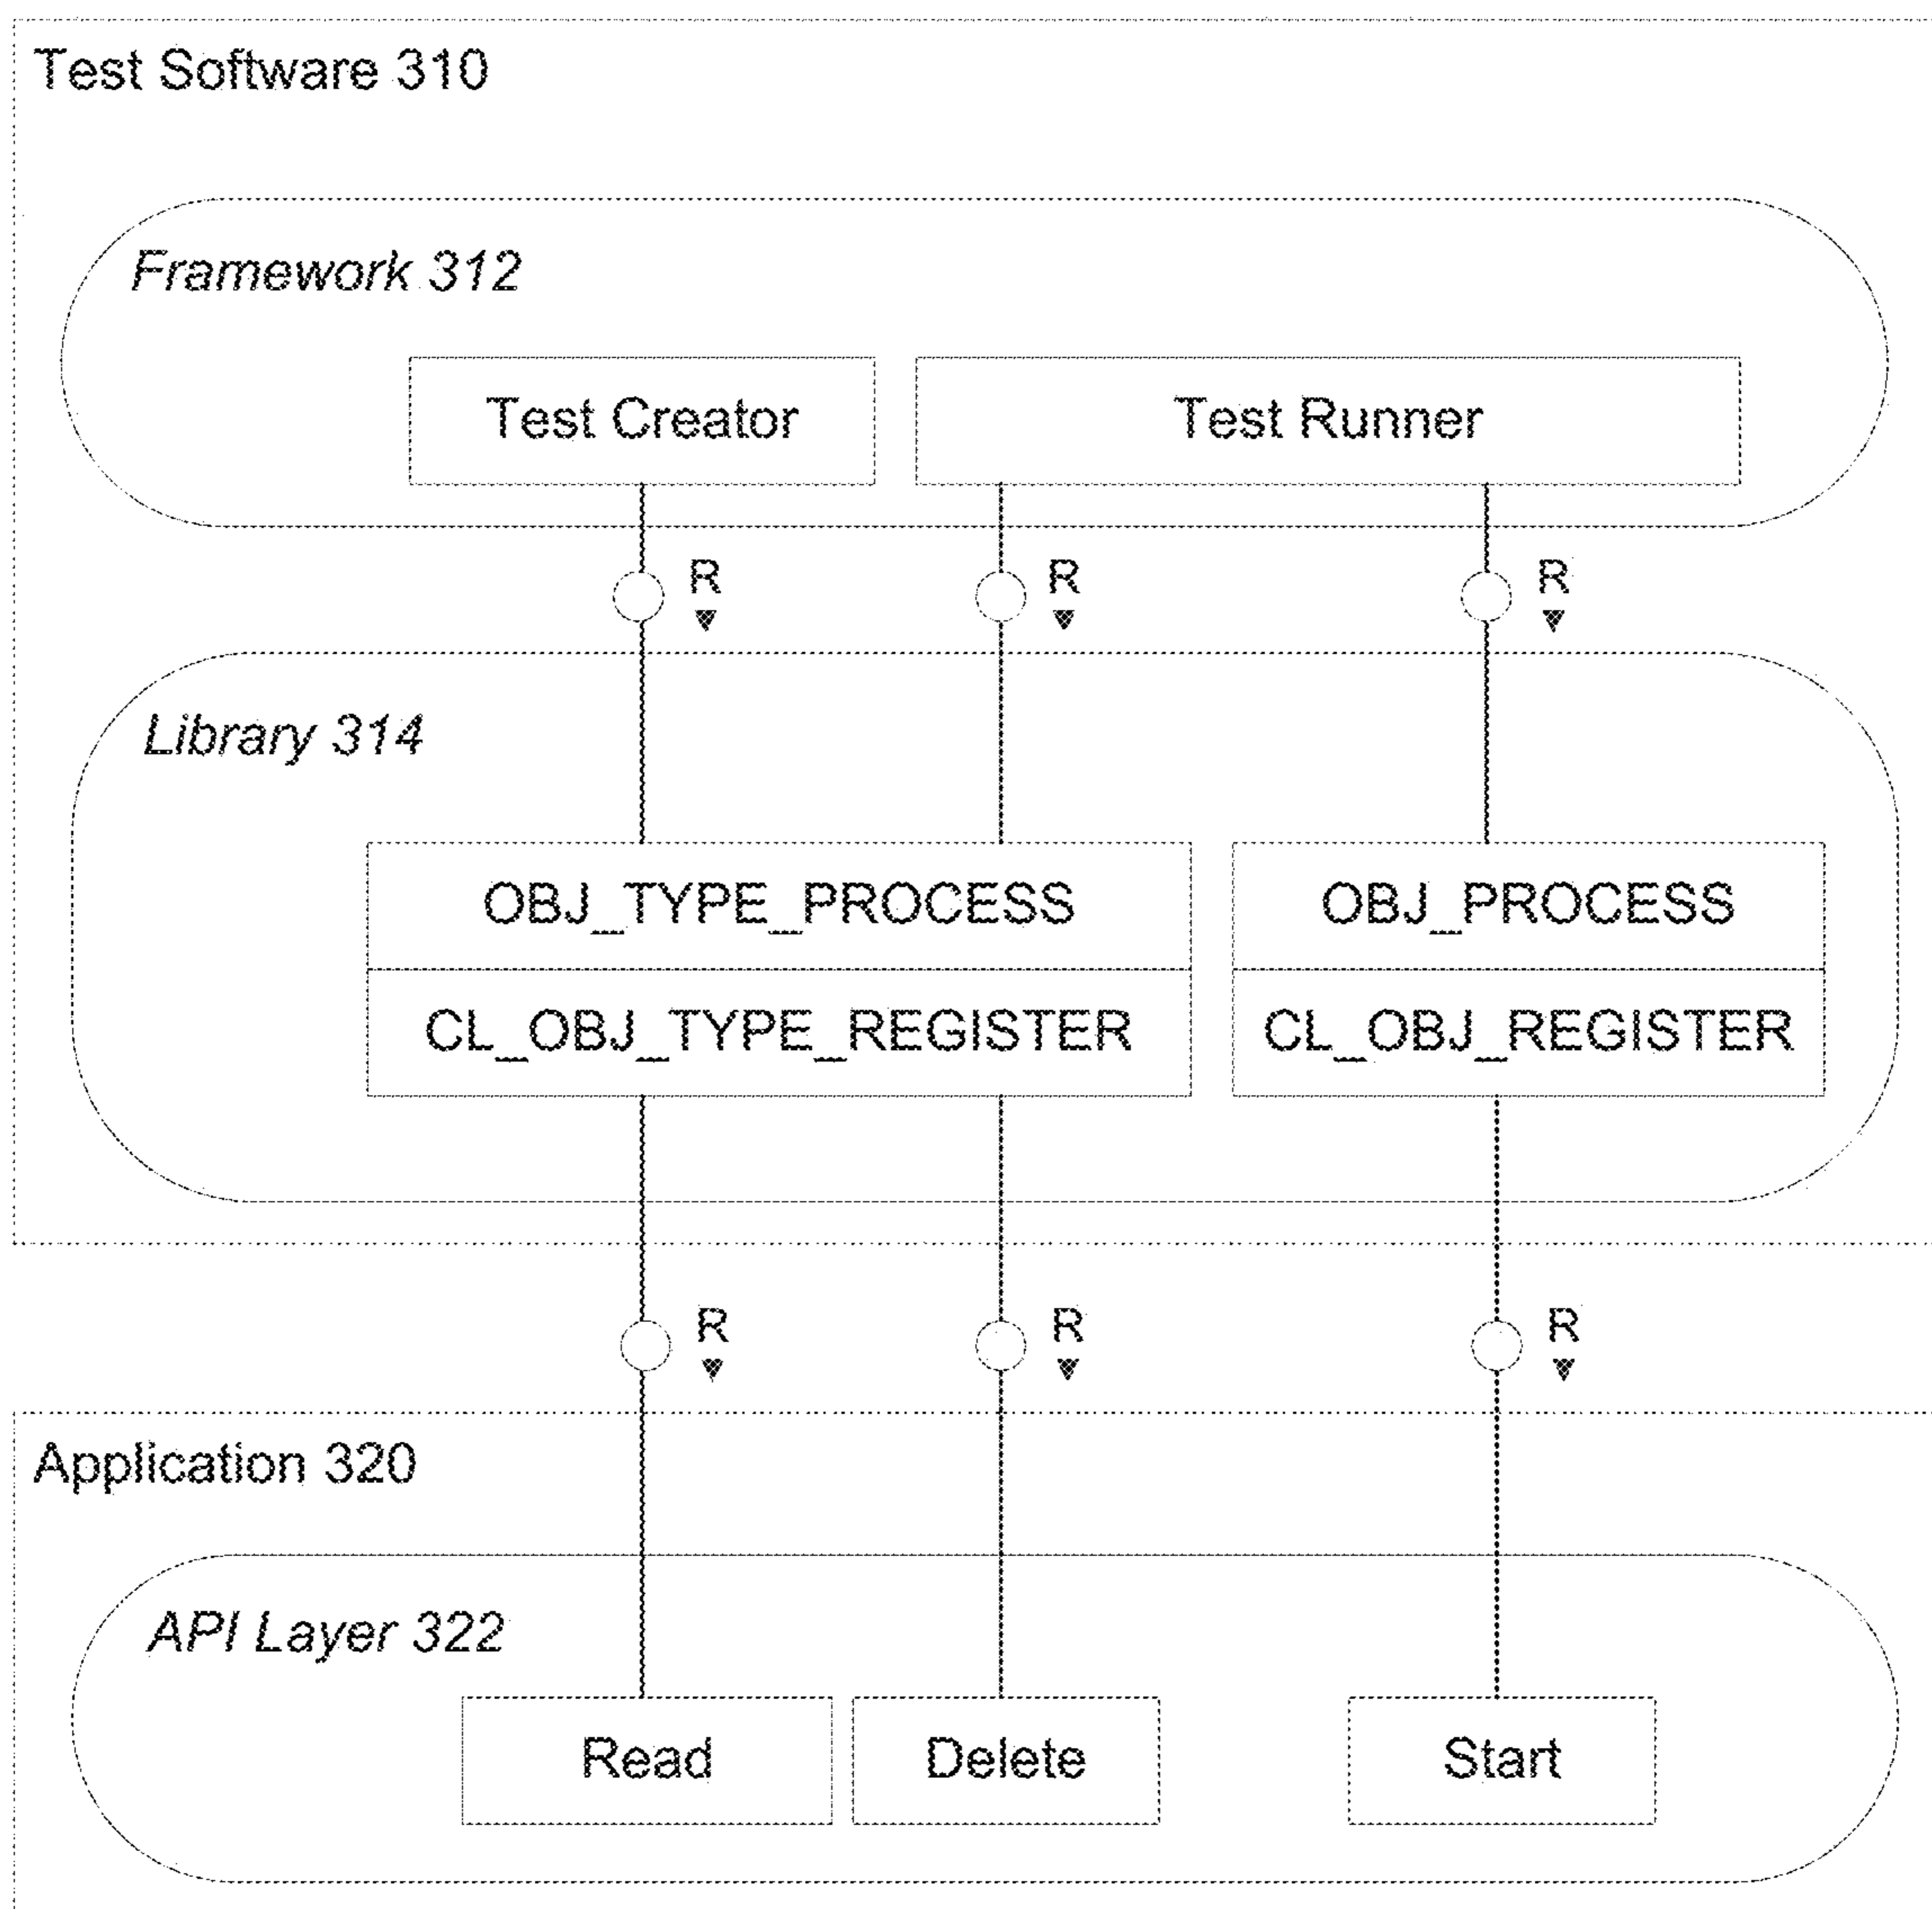 Test Software 310
Framework 312
Test Creator
Test Runner
R
R
R
Library 314
OBJ_TYPE_PROCESS
OBJ_PROCESS
CL_OBJ_TYPE_REGISTER
CL_OBJ_REGISTER
R
R
R
Application 320
API Layer 322
Read
Delete
Start